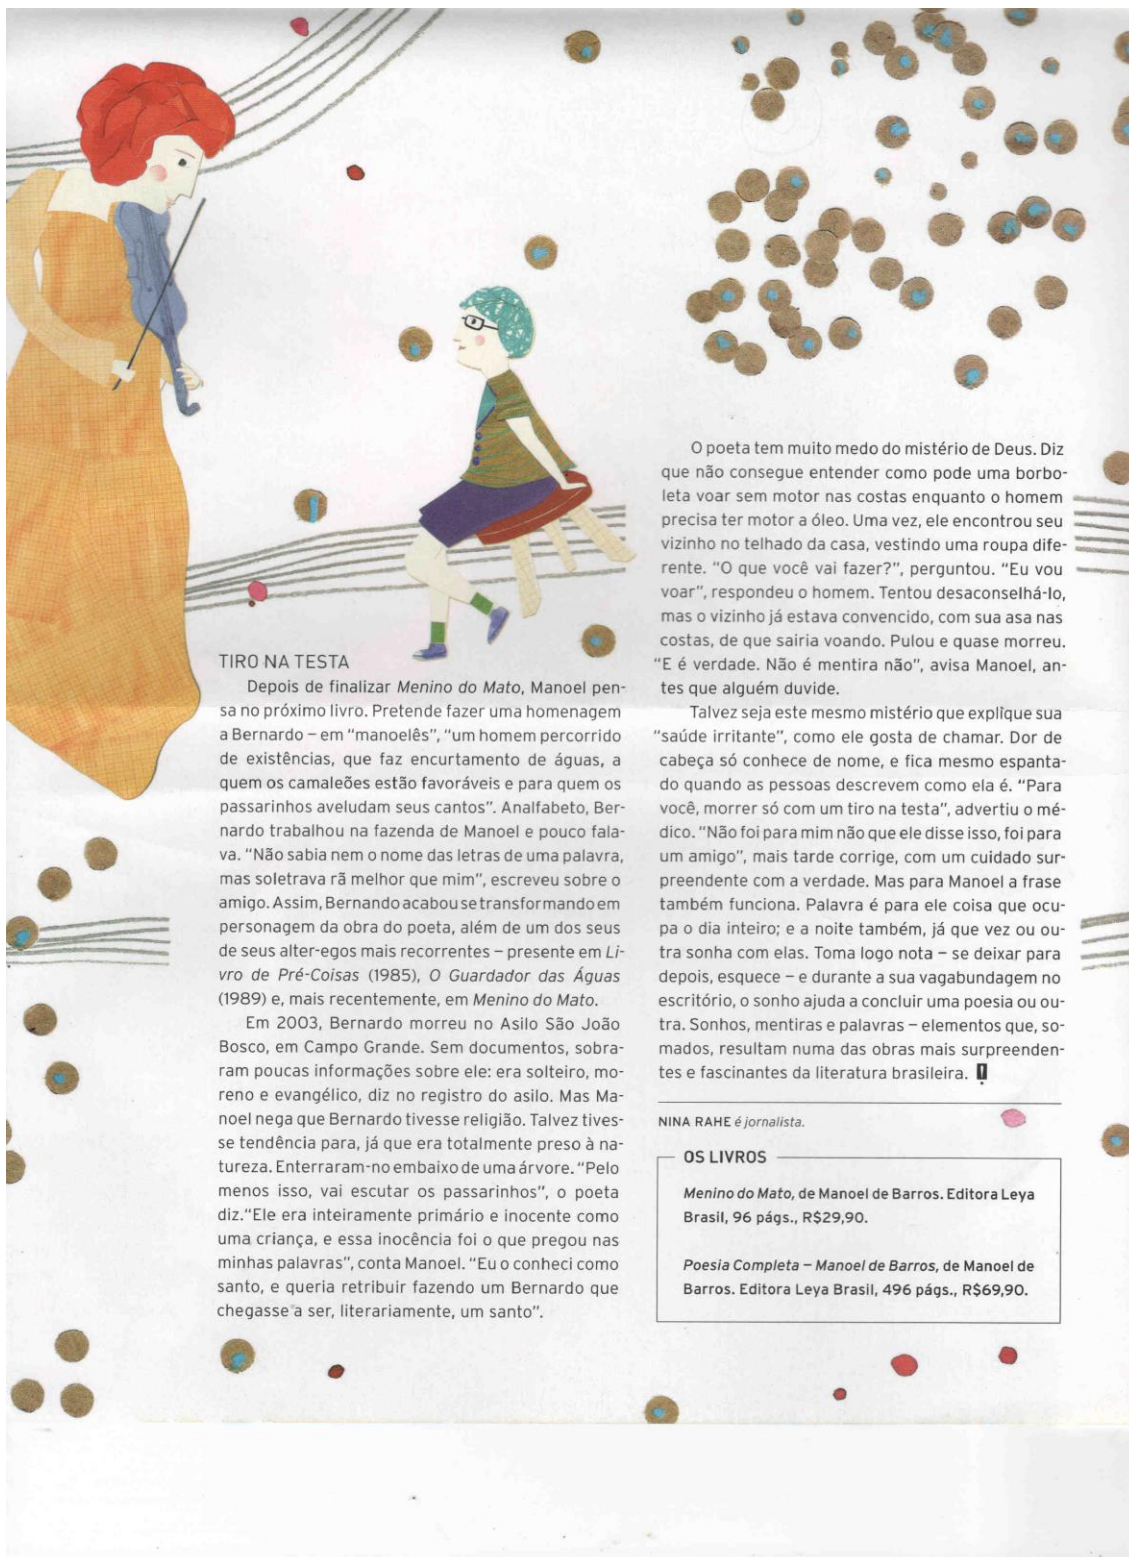 TIRO NA TESTA
Depois de finalizar Menino do Mato, Manoel pen-
sa no próximo livro. Pretende fazer uma homenagem
a Bernardo – em “manoelês”, “um homem percorrido
de existências, que faz encurtamento de águas, a
quem os camaleões estão favoráveis e para quem os
passarinhos aveludam seus cantos”. Analfabeto, Ber-
nardo trabalhou na fazenda de Manoel e pouco fala-
va. “Não sabia nem o nome das letras de uma palavra,
mas soletrava rã melhor que mim”, escreveu sobre o
amigo. Assim, Bernando acabou se transformando em
personagem da obra do poeta, além de um dos seus
de seus alter-egos mais recorrentes – presente em Li-
vro de Pré-Coisas (1985), O Guardador das Águas
(1989) e, mais recentemente, em Menino do Mato.
Em 2003, Bernardo morreu no Asilo São João
Bosco, em Campo Grande. Sem documentos, sobra-
ram poucas informações sobre ele: era solteiro, mo-
reno e evangélico, diz no registro do asilo. Mas Ma-
noel nega que Bernardo tivesse religião. Talvez tives-
se tendência para, já que era totalmente preso à na-
tureza. Enterraram-no embaixo de uma árvore. “Pelo
menos isso, vai escutar os passarinhos”, o poeta
diz.“Ele era inteiramente primário e inocente como
uma criança, e essa inocência foi o que pregou nas
minhas palavras”, conta Manoel. “Eu o conheci como
santo, e queria retribuir fazendo um Bernardo que
chegasse a ser, literariamente, um santo”.
O poeta tem muito medo do mistério de Deus. Diz
que não consegue entender como pode uma borbo-
leta voar sem motor nas costas enquanto o homem
precisa ter motor a óleo. Uma vez, ele encontrou seu
vizinho no telhado da casa, vestindo uma roupa dife-
rente. “O que você vai fazer?”, perguntou. “Eu vou
voar”, respondeu o homem. Tentou desaconselhá-lo,
mas o vizinho já estava convencido, com sua asa nas
costas, de que sairia voando. Pulou e quase morreu.
“E é verdade. Não é mentira não”, avisa Manoel, an-
tes que alguém duvide.
Talvez seja este mesmo mistério que explique sua
“saúde irritante”, como ele gosta de chamar. Dor de
cabeça só conhece de nome, e fica mesmo espanta-
do quando as pessoas descrevem como ela é. “Para
você, morrer só com um tiro na testa”, advertiu o mé-
dico. “Não foi para mim não que ele disse isso, foi para
um amigo”, mais tarde corrige, com um cuidado sur-
preendente com a verdade. Mas para Manoel a frase
também funciona. Palavra é para ele coisa que ocu-
pa o dia inteiro; e a noite também, já que vez ou ou-
tra sonha com elas. Toma logo nota – se deixar para
depois, esquece – e durante a sua vagabundagem no
escritório, o sonho ajuda a concluir uma poesia ou ou-
tra. Sonhos, mentiras e palavras – elementos que, so-
mados, resultam numa das obras mais surpreenden-
tes e fascinantes da literatura brasileira.
NINA RAHE é jornalista.
OS LIVROS
Menino do Mato, de Manoel de Barros. Editora Leya
Brasil, 96 págs., R$29,90.
Poesia Completa – Manoel de Barros, de Manoel de
Barros. Editora Leya Brasil, 496 págs., R$69,90.